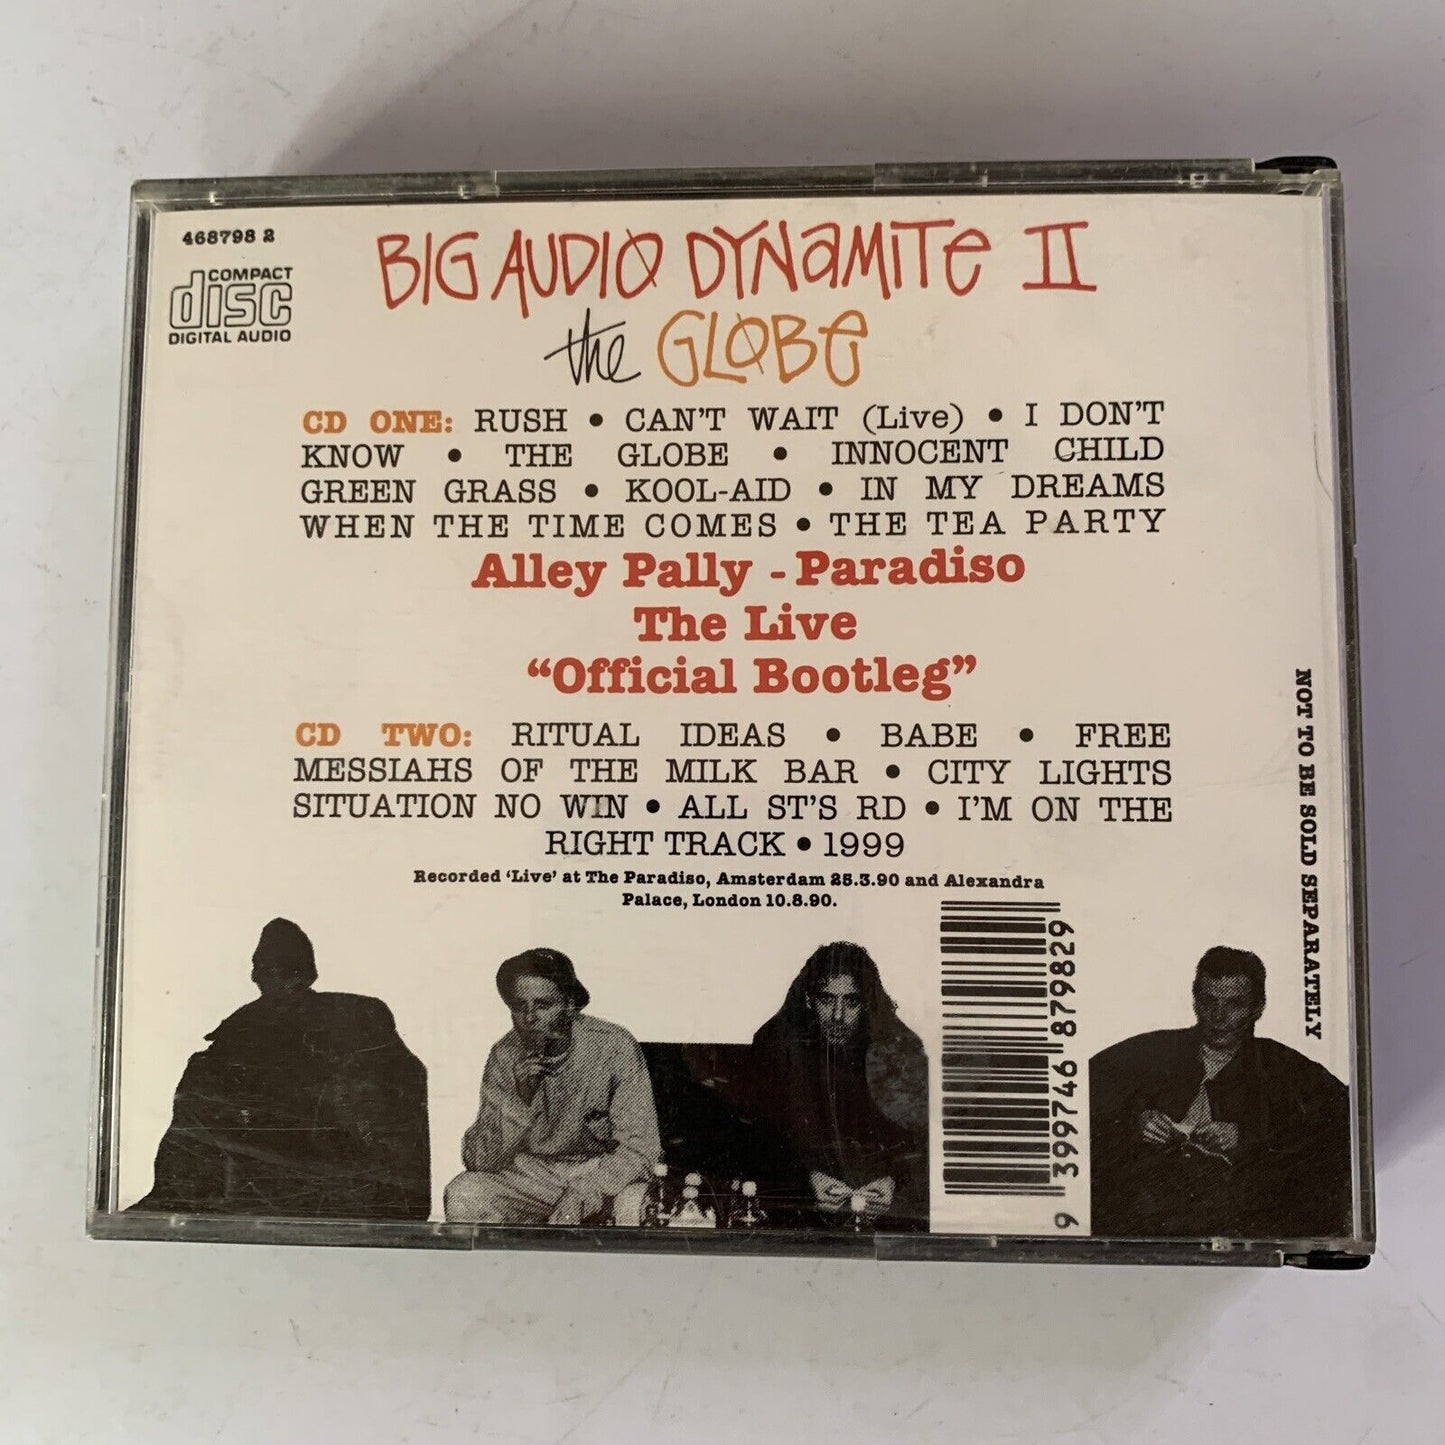 468798 2
COMPACT
disc
DIGITAL AUDIO
BIG AUDIO DYNAMITE II
the GLOBE
CD ONE: RUSH • CAN'T WAIT (Live) • I DON'T
KNOW • THE GLOBE • INNOCENT CHILD
GREEN GRASS • KOOL-AID • IN MY DREAMS
WHEN THE TIME COMES • THE TEA PARTY
Alley Pally - Paradiso
The Live
“Official Bootleg”
CD TWO: RITUAL IDEAS • BABE • FREE
MESSIAHS OF THE MILK BAR • CITY LIGHTS
SITUATION NO WIN • ALL ST'S RD • I'M ON THE
RIGHT TRACK • 1999
Recorded ‘Live’ at The Paradiso, Amsterdam 25.3.90 and Alexandra
Palace, London 10.8.90.
9 399746 879829
NOT TO BE SOLD SEPARATELY